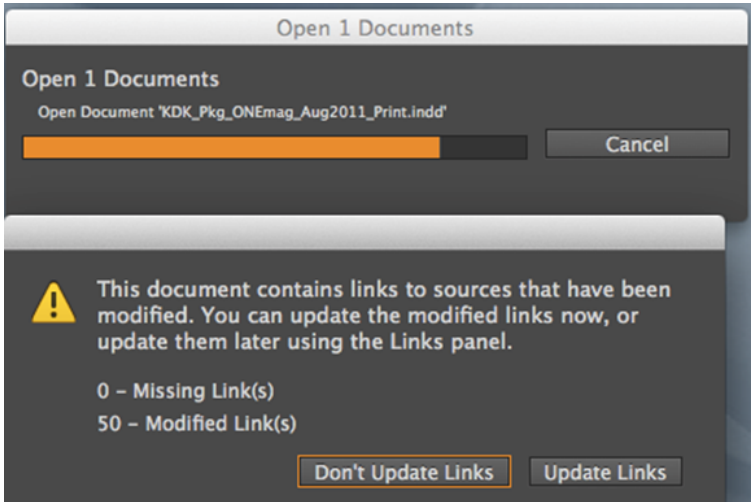 Open 1 Documents
Open 1 Documents
Open Document 'KDK_Pkg_ONEmag_Aug2011_Print.indd'
Cancel
This document contains links to sources that have been
modified. You can update the modified links now, or
update them later using the Links panel.
0 – Missing Link(s)
50 – Modified Link(s)
Don't Update Links
Update Links